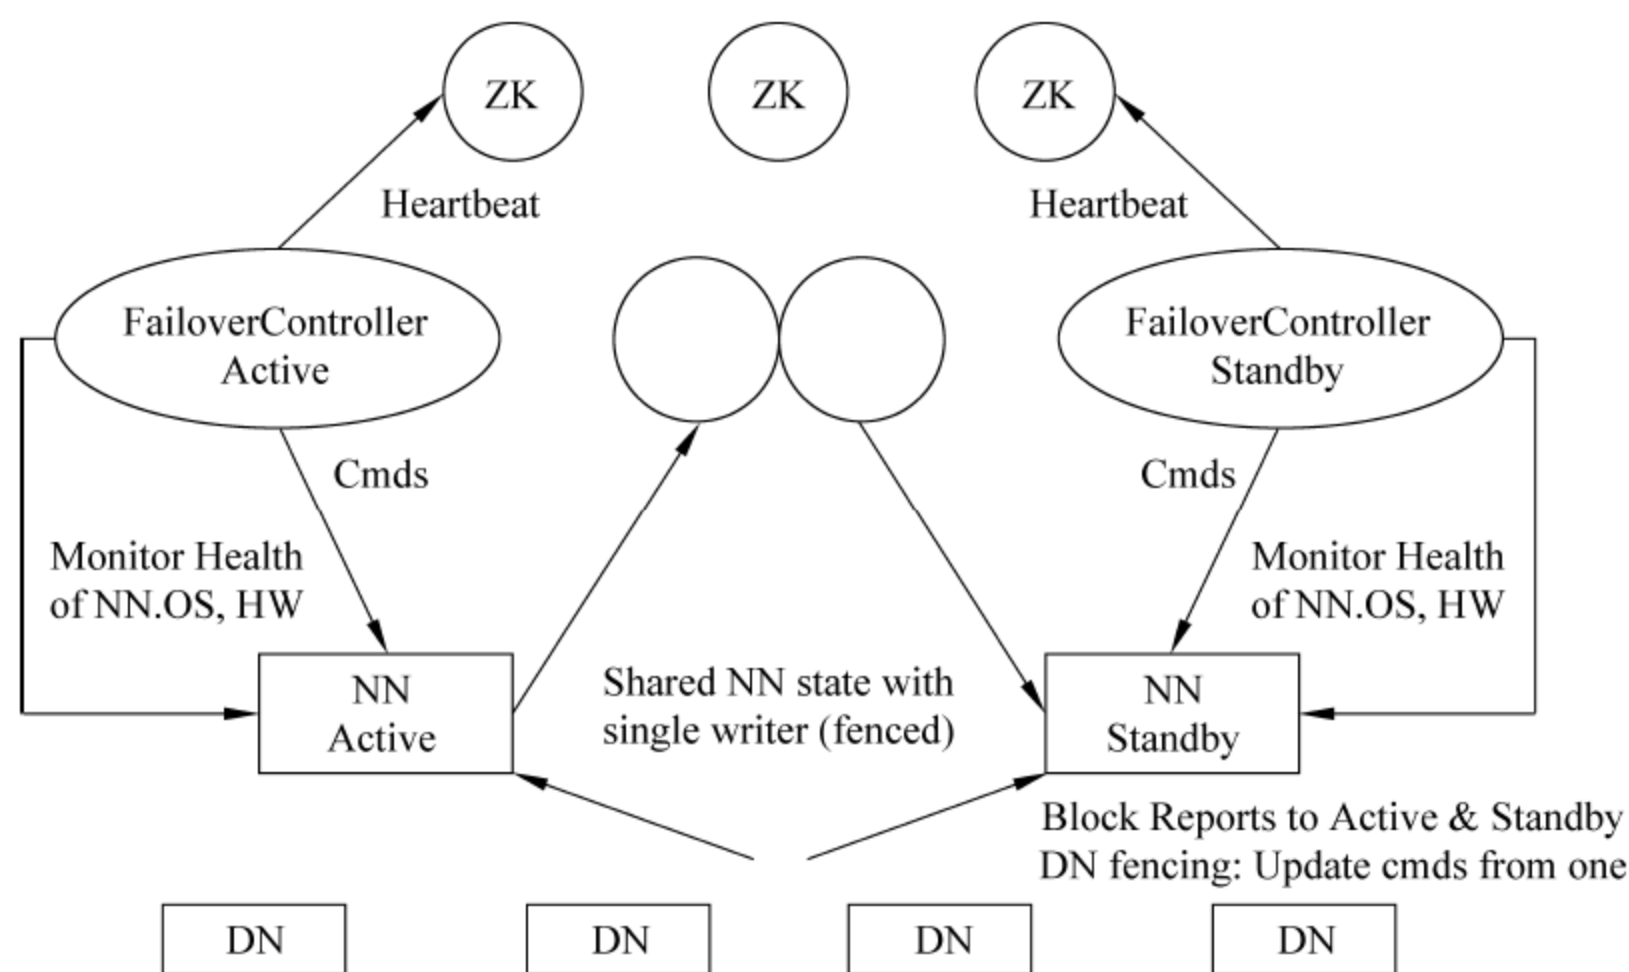 ZK
ZK
ZK
Heartbeat
Heartbeat
FailoverController
Active
FailoverController
Standby
Cmds
Cmds
Monitor Health
of NN.OS, HW
Monitor Health
of NN.OS, HW
NN
Active
Shared NN state with
single writer (fenced)
NN
Standby
Block Reports to Active & Standby
DN fencing: Update cmds from one
DN
DN
DN
DN